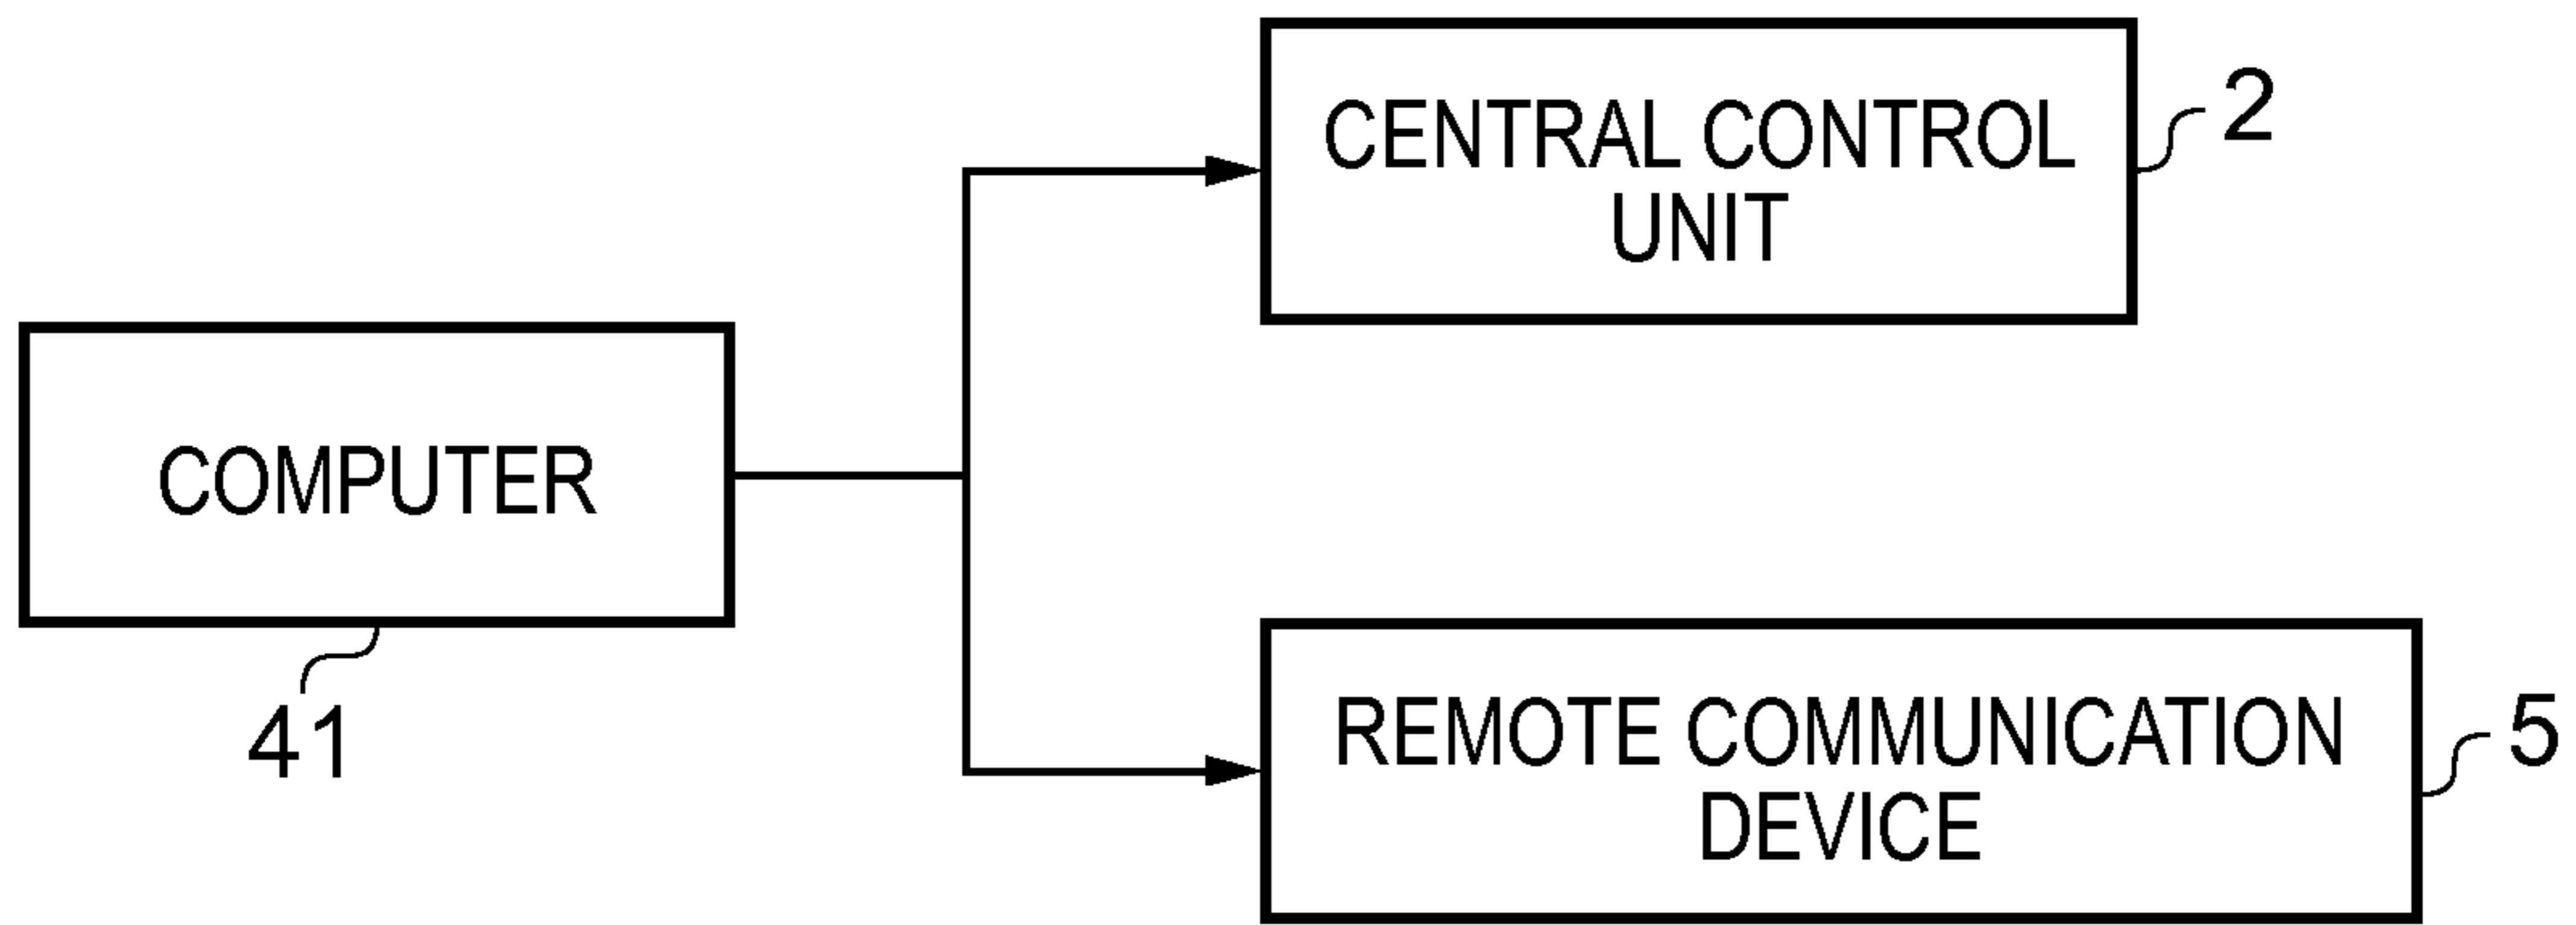 CENTRAL CONTROL
UNIT
2
COMPUTER
41
REMOTE COMMUNICATION
DEVICE
5